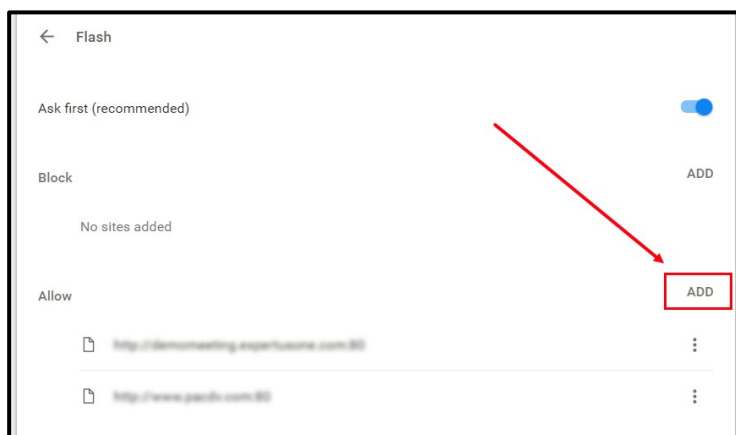 Flash
Ask first (recommended)
Block
ADD
No sites added
Allow
ADD